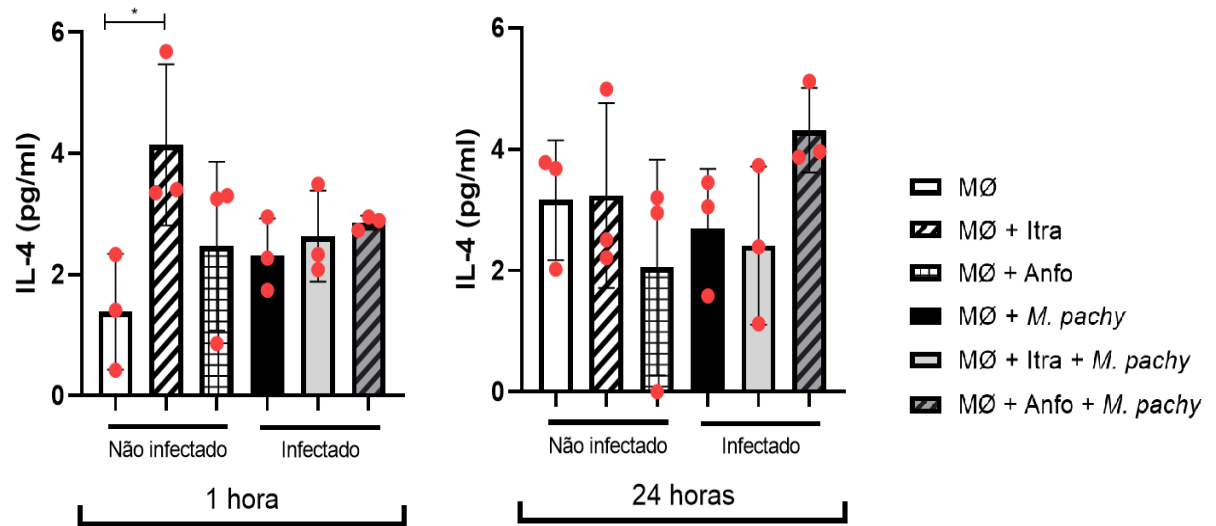 *
6
4
2
0
IL-4 (pg/ml)
Não infectado
Infectado
1 hora
6
4
2
0
IL-4 (pg/ml)
Não infectado
Infectado
24 horas
MØ
MØ + Itra
MØ + Anfo
MØ + M. pachy
MØ + Itra + M. pachy
MØ + Anfo + M. pachy